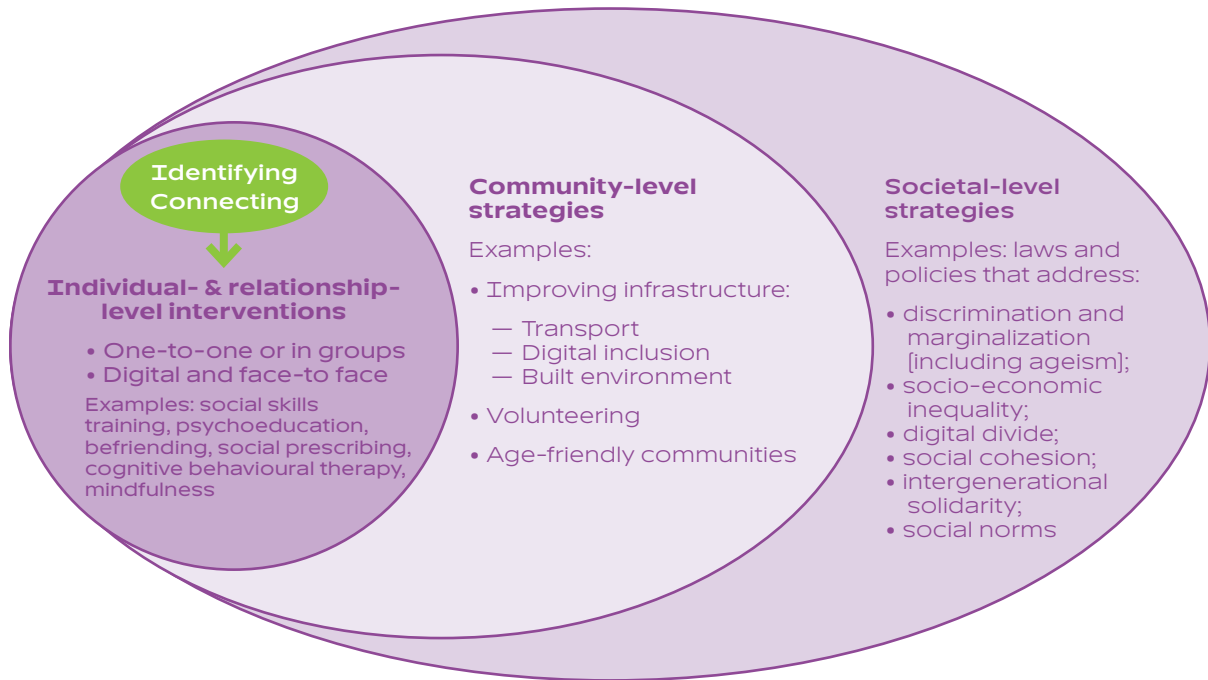 Identifying
Connecting
Individual- & relationship-
level interventions
• One-to-one or in groups
• Digital and face-to face
Examples: social skills
training, psychoeducation,
befriending, social prescribing,
cognitive behavioural therapy,
mindfulness
Community-level
strategies
Examples:
• Improving infrastructure:
— Transport
— Digital inclusion
— Built environment
• Volunteering
• Age-friendly communities
Societal-level
strategies
Examples: laws and
policies that address:
• discrimination and
marginalization
[including ageism];
• socio-economic
inequality;
• digital divide;
• social cohesion;
• intergenerational
solidarity;
• social norms